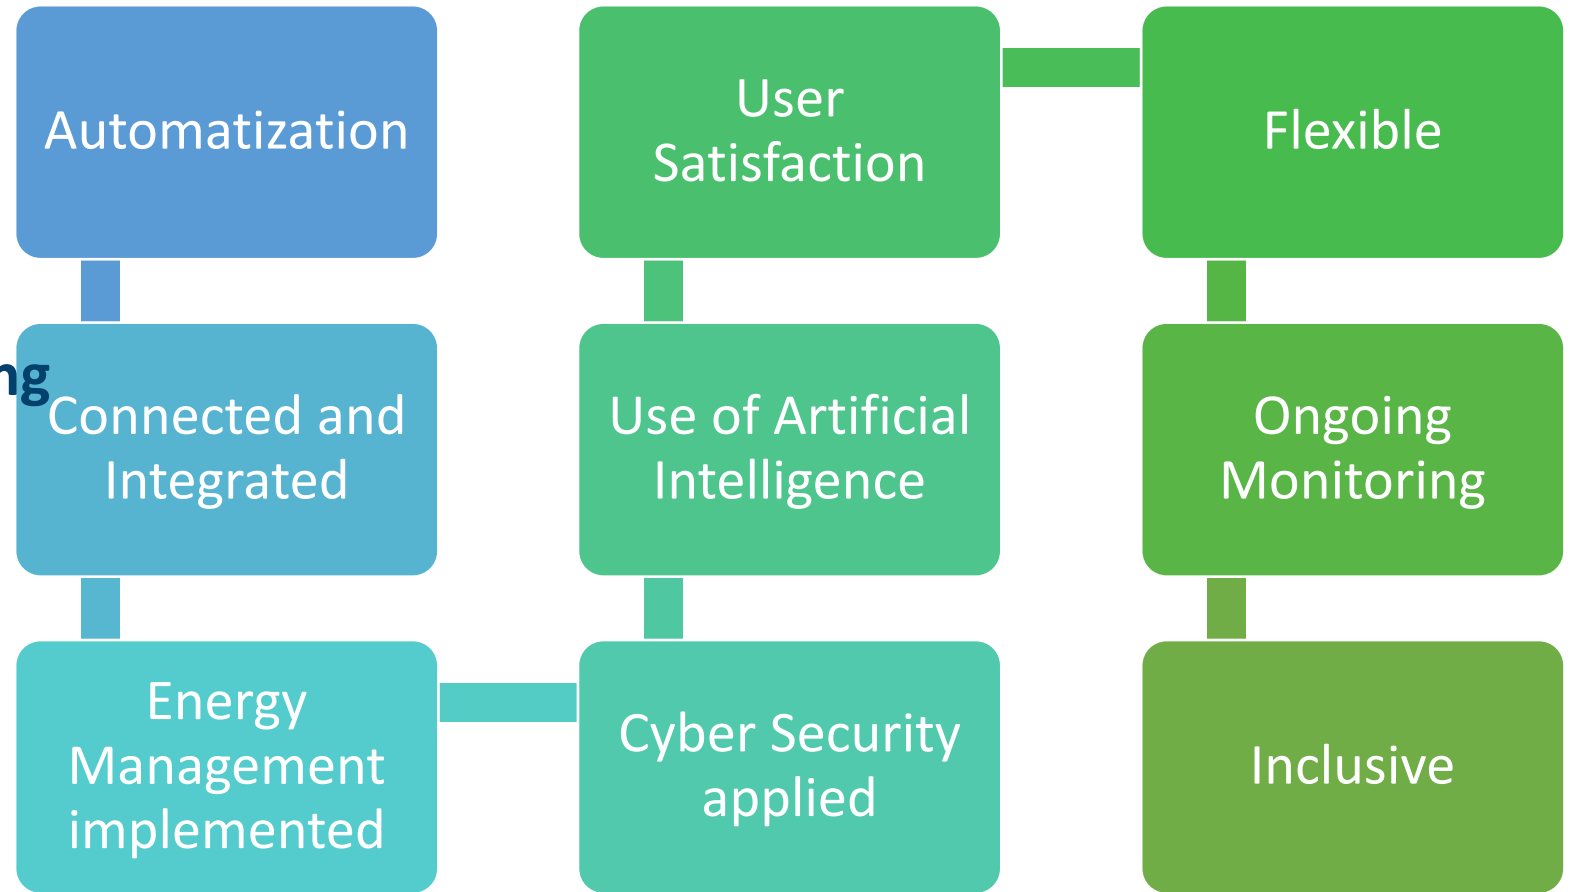 Automatization
Connected and
Integrated
Energy
Management
implemented
Cyber Security
applied
Use of Artificial
Intelligence
User
Satisfaction
Flexible
Ongoing
Monitoring
Inclusive